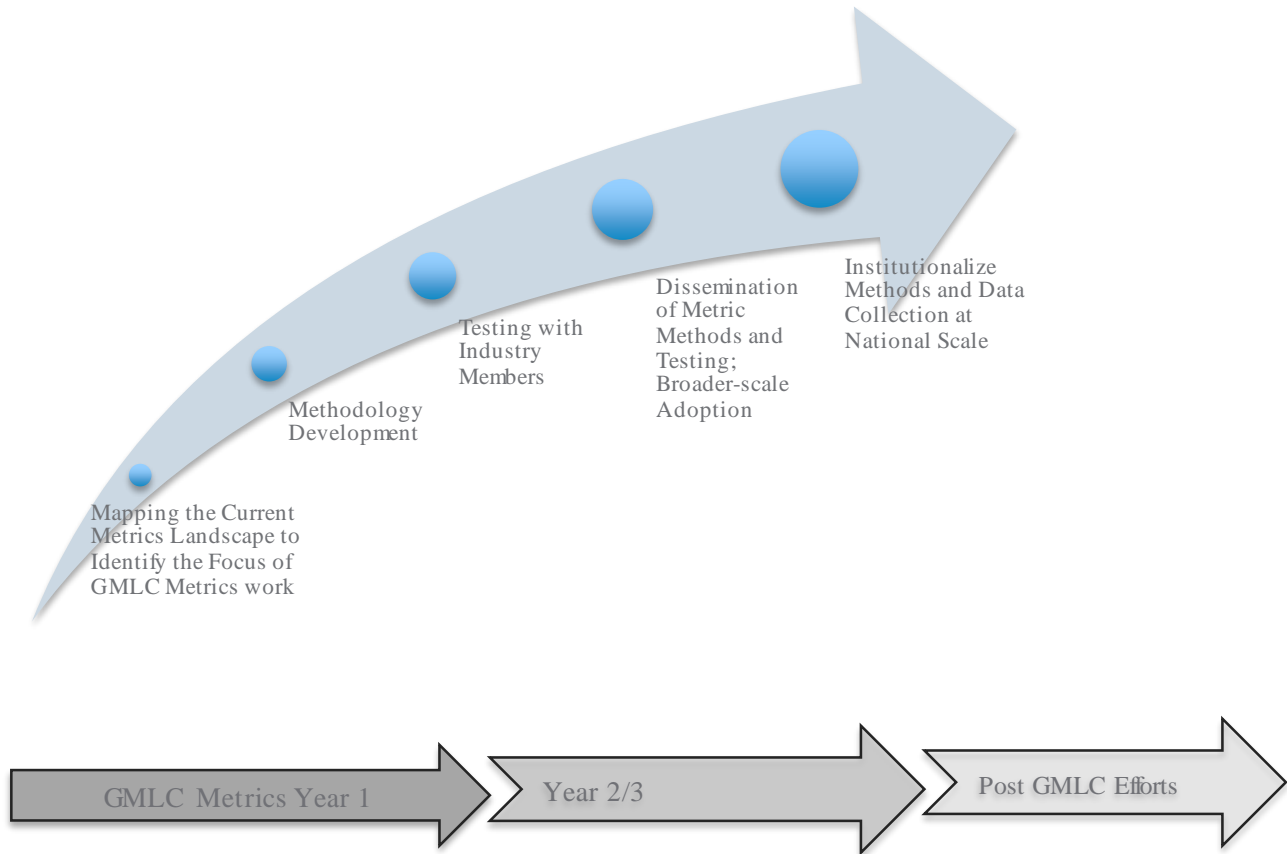 Institutionalize
Methods and Data
Collection at
National Scale
Dissemination
of Metric
Methods and
Testing;
Broader-scale
Adoption
Testing with
Industry
Members
Methodology
Development
Mapping the Current
Metrics Landscape to
Identify the Focus of
GMLC Metrics work
GMLC Metrics Year 1
Year 2/3
Post GMLC Efforts